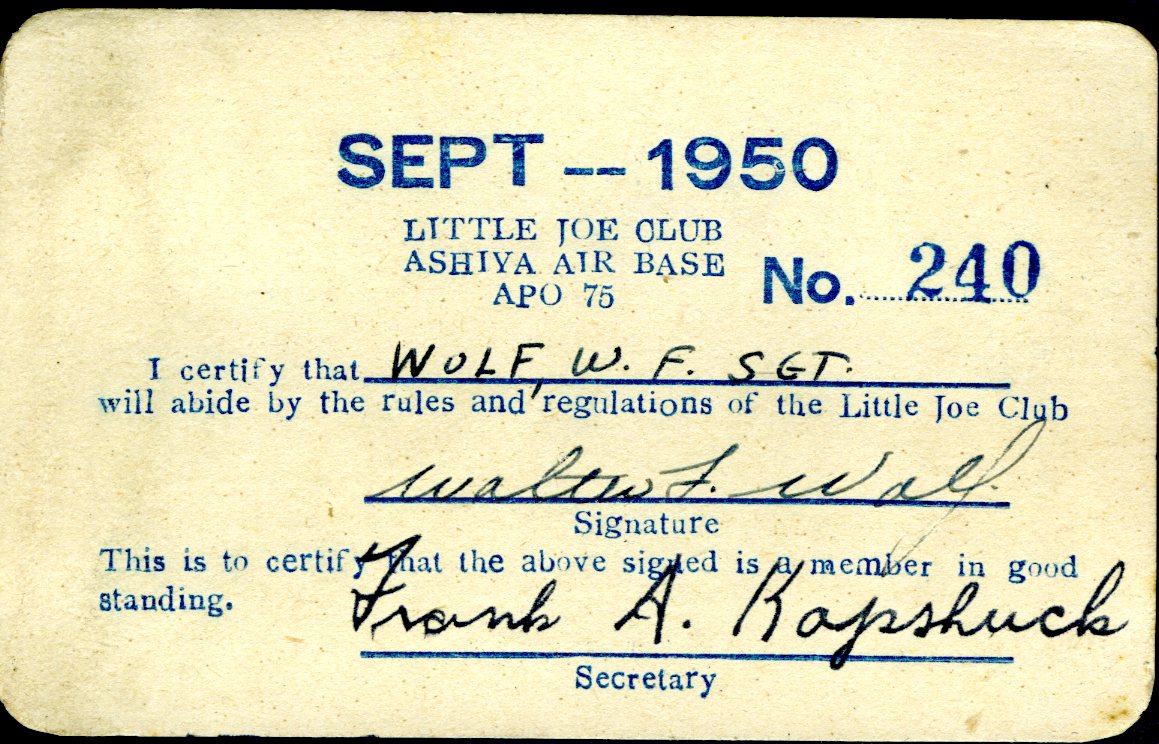 SEPT -- 1950
LITTLE JOE CLUB
ASHIYA AIR BASE
APO 75
No. 240
I certify that WOLF, W. F. SGT.
will abide by the rules and regulations of the Little Joe Club
Walter F. Wolf
Signature
This is to certify that the above signed is a member in good
standing. Frank A. Kapshuck
Secretary